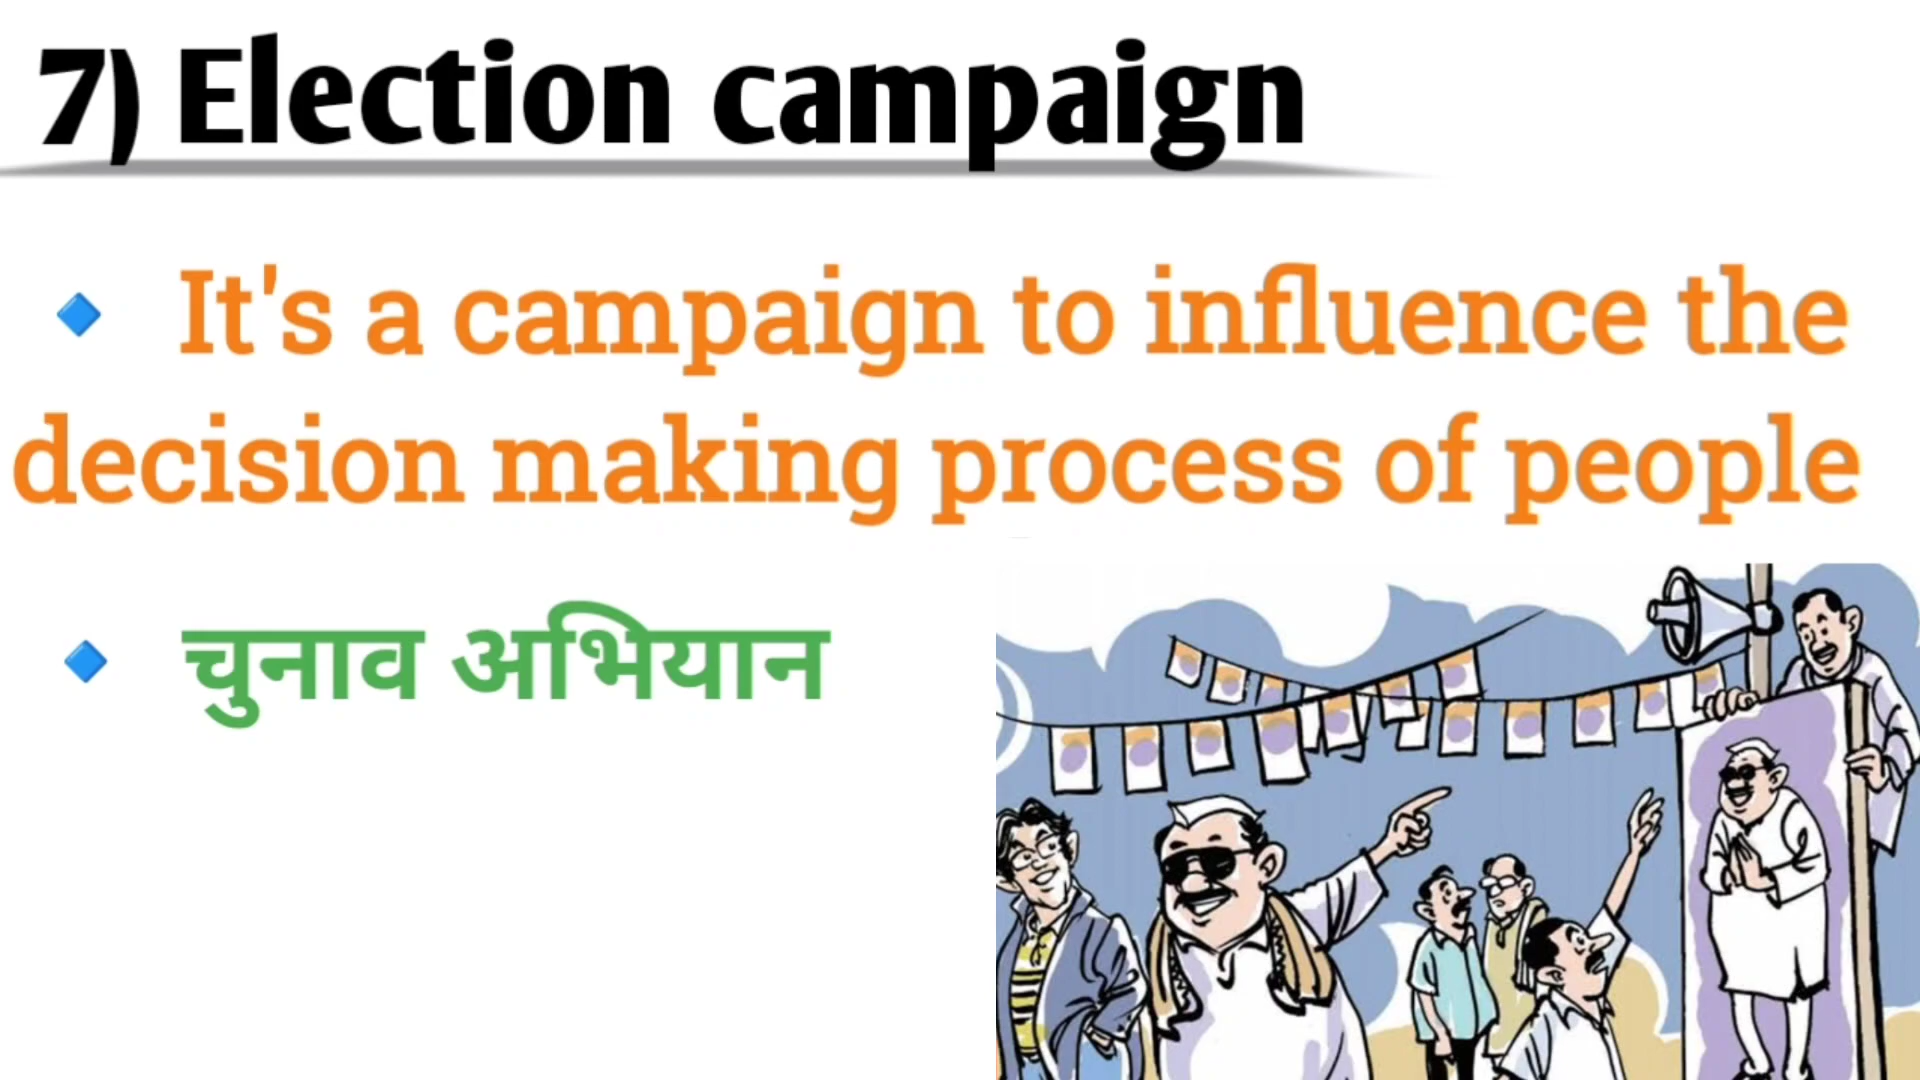 7) Election campaign
It's a campaign to influence the
decision making process of people
चुनाव अभियान